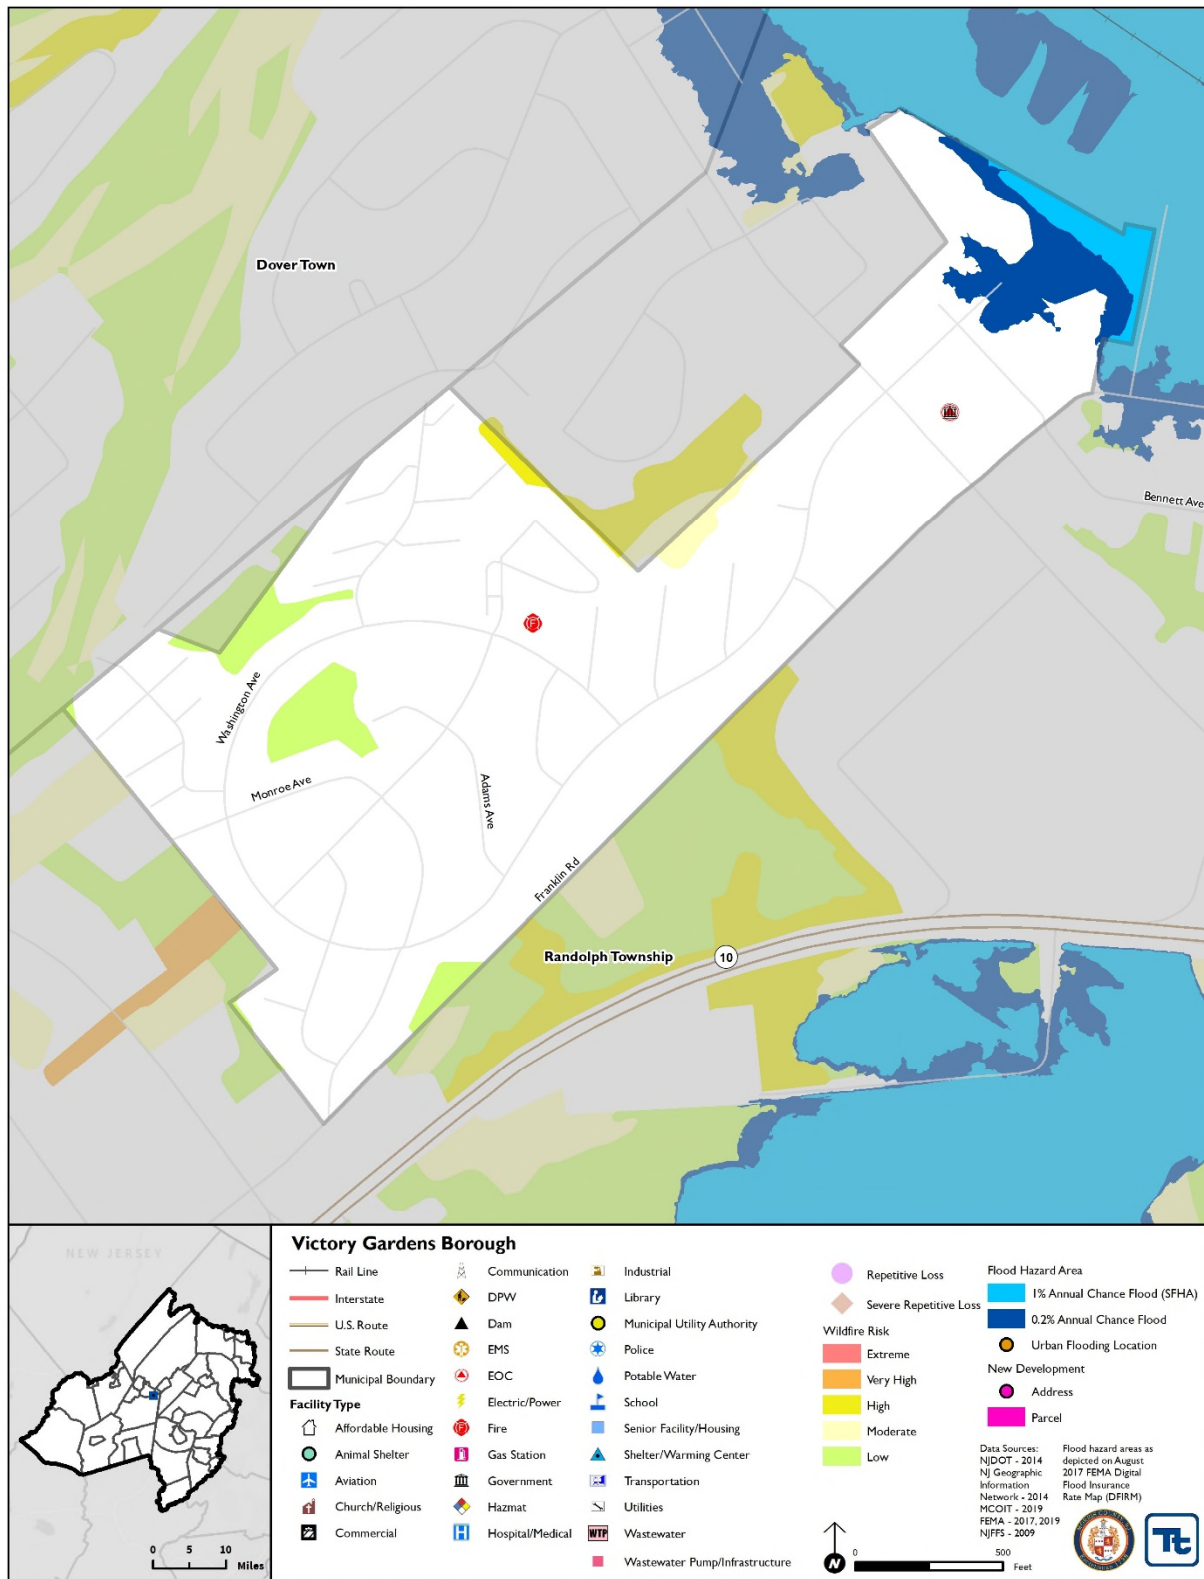 Dover Town
Bennett Ave
Washington Ave
Monroe Ave
Adams Ave
Franklin Rd
Randolph Township
10
F
NEW JERSEY
0 5 10
Miles
Victory Gardens Borough
Rail Line
Interstate
U.S. Route
State Route
Municipal Boundary
Facility Type
Affordable Housing
Animal Shelter
Aviation
Church/Religious
Commercial
Communication
DPW
Dam
EMS
EOC
Electric/Power
F Fire
Gas Station
Government
Hazmat
H Hospital/Medical
Industrial
Library
Municipal Utility Authority
Police
Potable Water
School
Senior Facility/Housing
Shelter/Warming Center
Transportation
Utilities
WTP Wastewater
Wastewater Pump/Infrastructure
Repetitive Loss
Severe Repetitive Loss
Wildfire Risk
Extreme
Very High
High
Moderate
Low
Flood Hazard Area
1% Annual Chance Flood (SFHA)
0.2% Annual Chance Flood
Urban Flooding Location
New Development
Address
Parcel
Data Sources:
NJDOT - 2014
NJ Geographic
Information
Network - 2014
MCOIT - 2019
FEMA - 2017, 2019
NJFFS - 2009
Flood hazard areas as
depicted on August
2017 FEMA Digital
Flood Insurance
Rate Map (DFIRM)
N
0 500
Feet
Tt